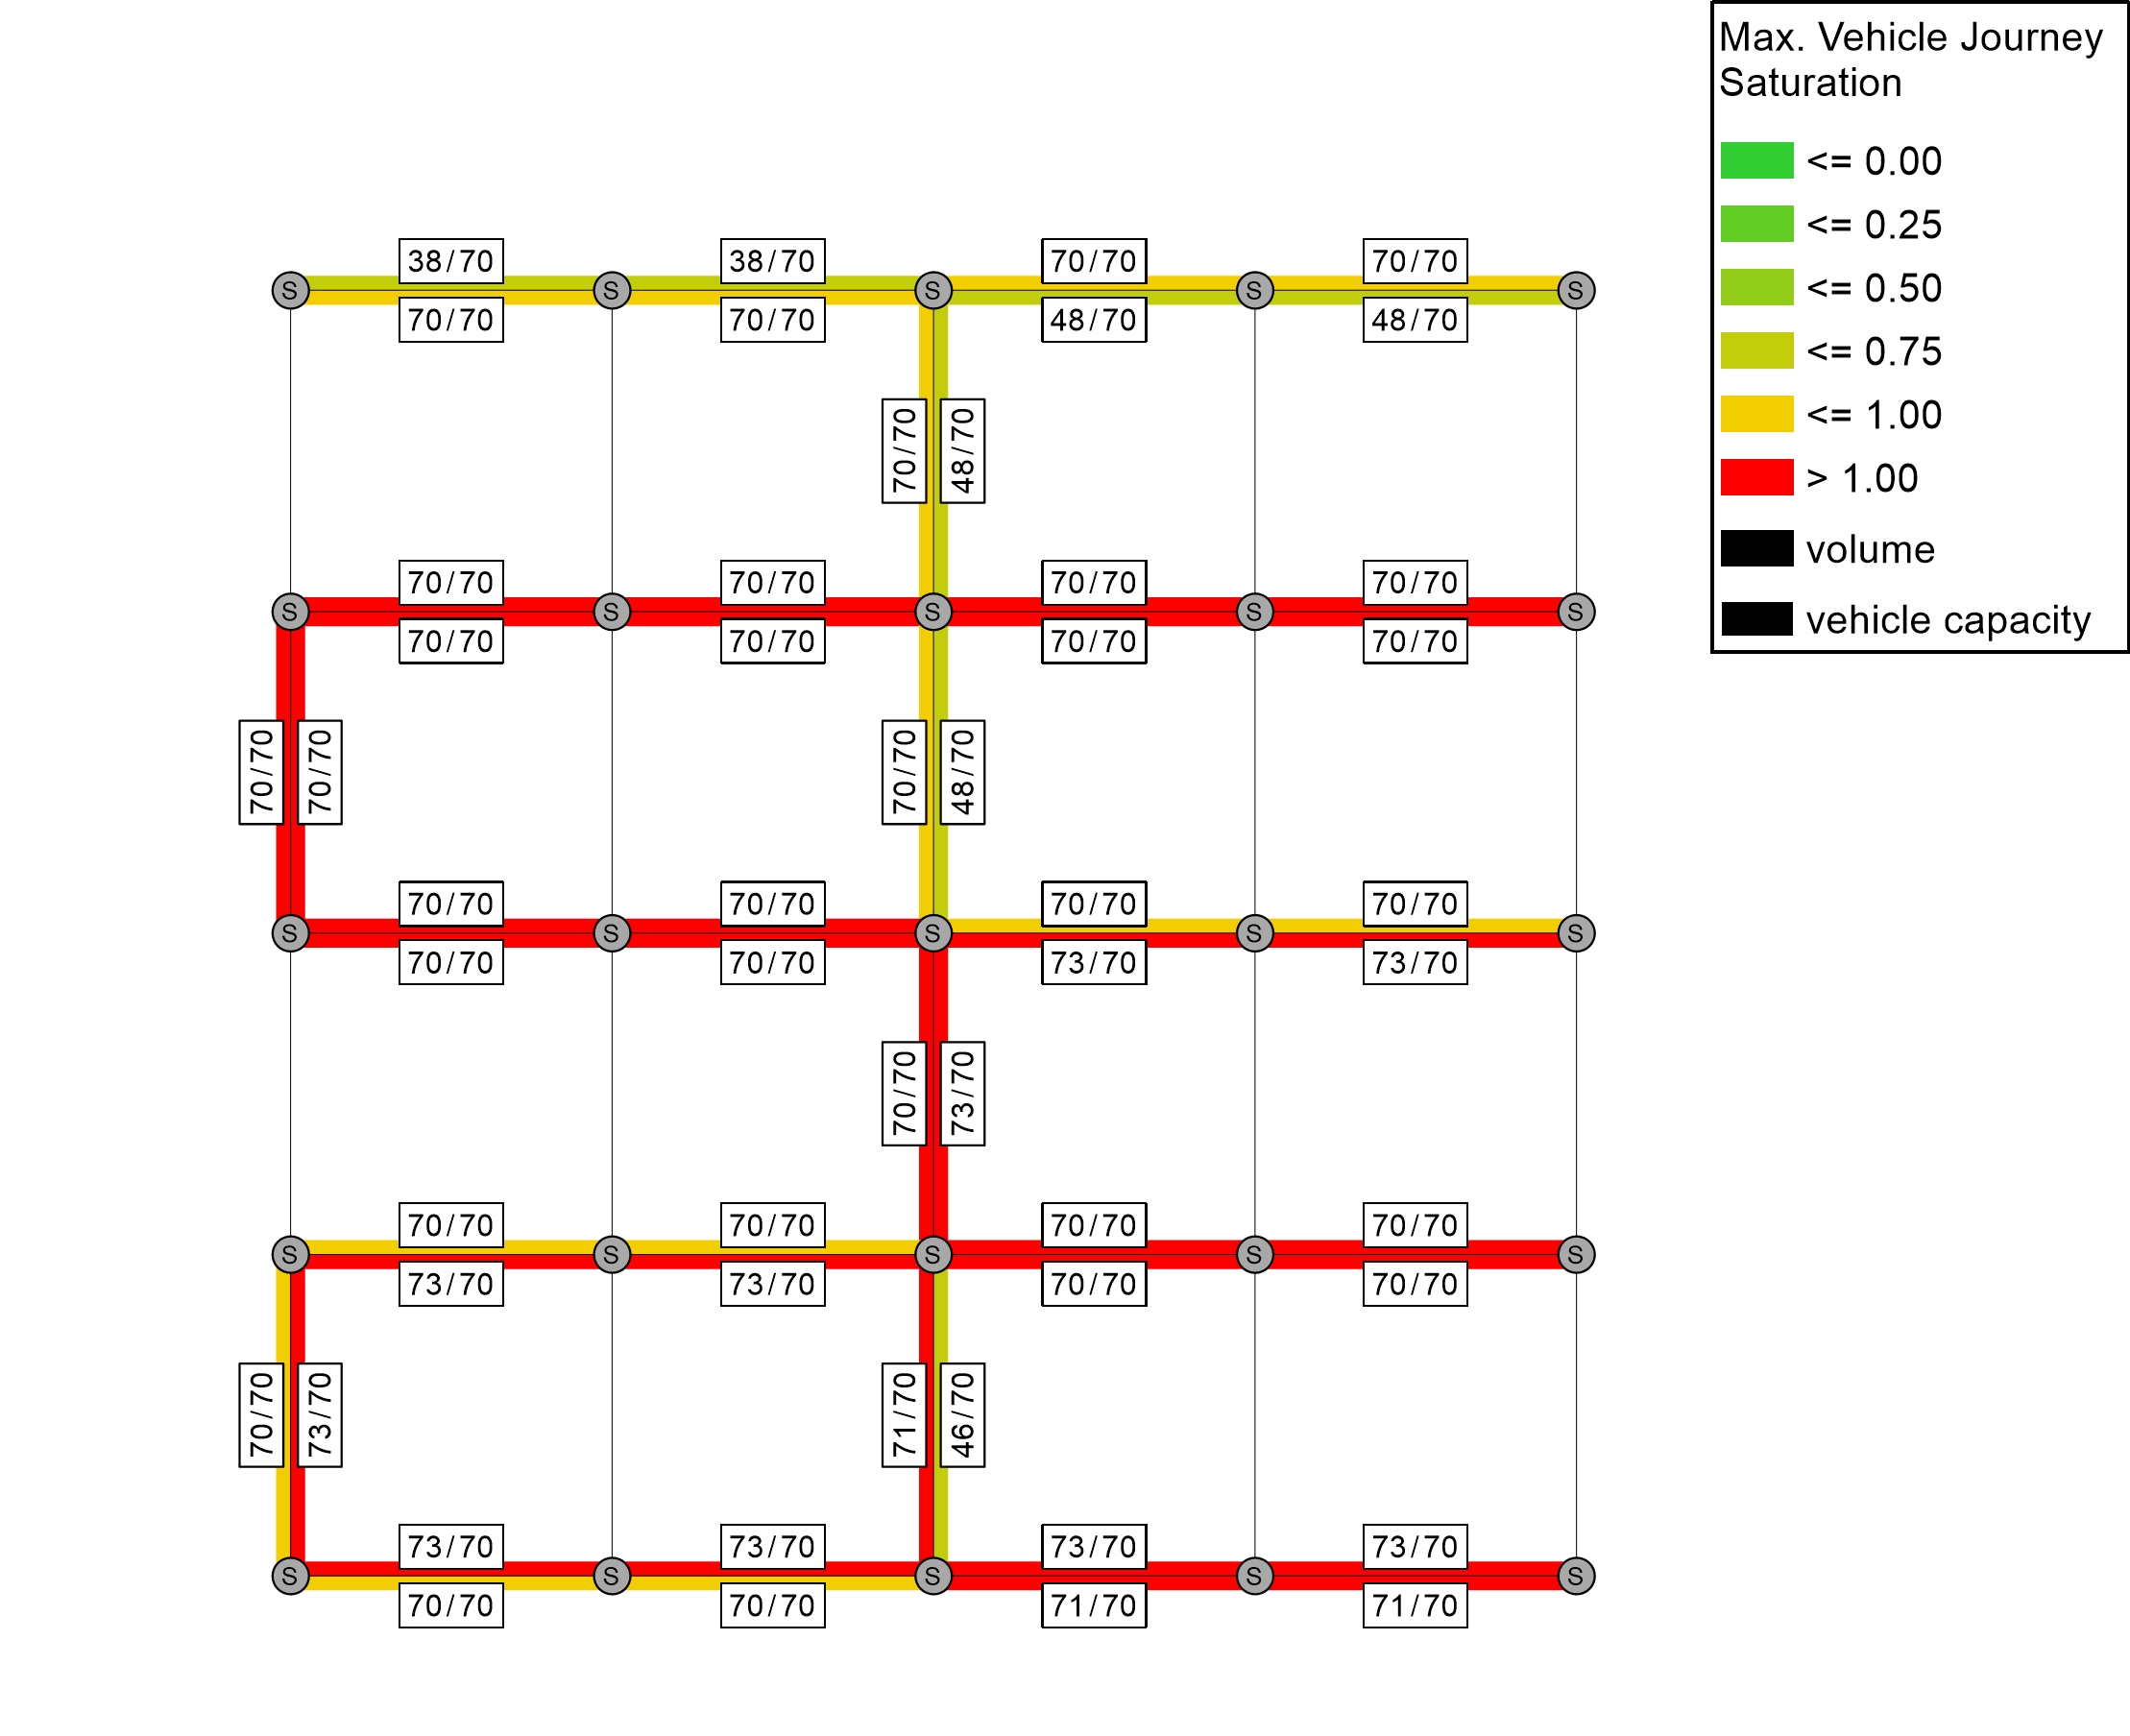 Max. Vehicle Journey
Saturation
<= 0.00
<= 0.25
<= 0.50
<= 0.75
<= 1.00
> 1.00
volume
vehicle capacity
38/70 38/70 70/70 70/70
S S S S S
70/70 70/70 48/70 48/70
70/70 48/70
70/70 70/70 70/70 70/70
S S S S S
70/70 70/70 70/70 70/70
70/70 70/70 70/70 48/70
70/70 70/70 70/70 70/70
S S S S S
70/70 70/70 73/70 73/70
70/70 73/70
70/70 70/70 70/70 70/70
S S S S S
73/70 73/70 70/70 70/70
70/70 73/70 71/70 46/70
73/70 73/70 73/70 73/70
S S S S S
70/70 70/70 71/70 71/70